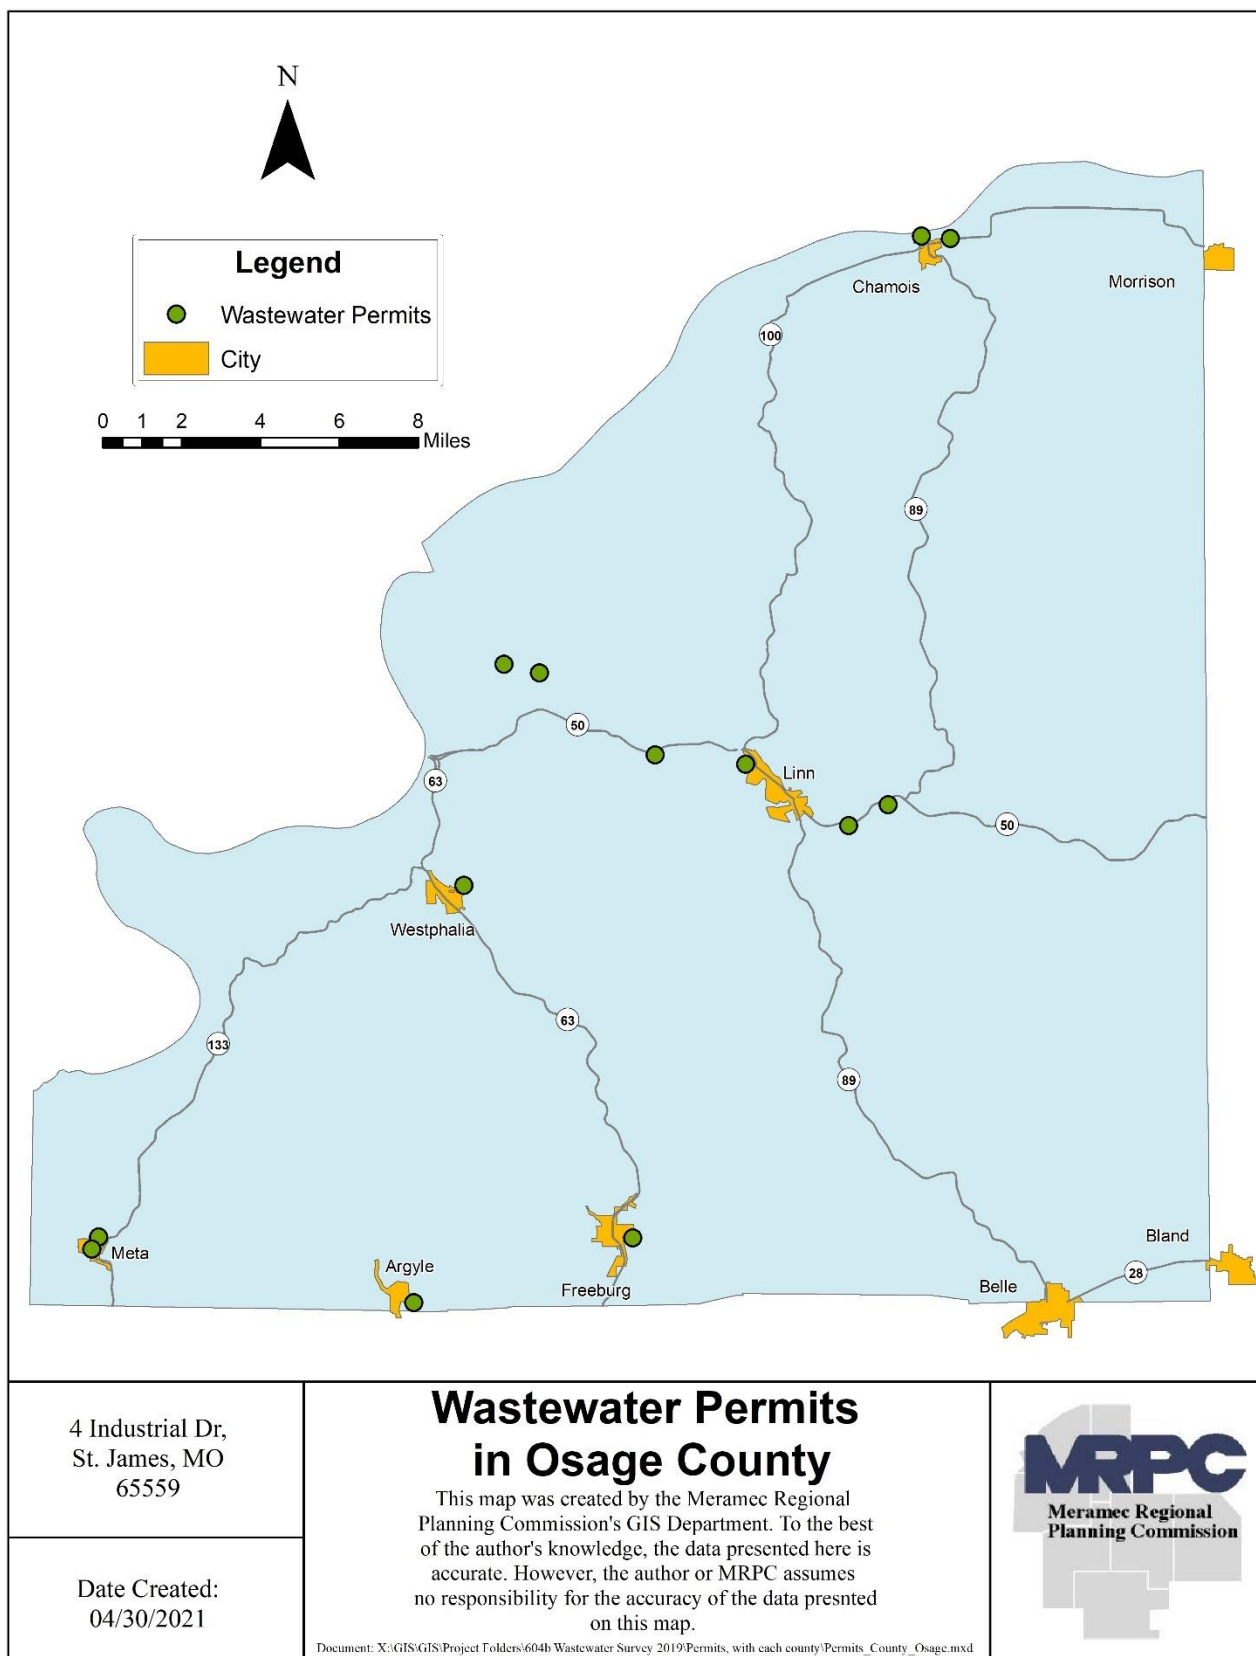 N
Legend
Wastewater Permits
City
0 1 2 4 6 8
Miles
Chamois
Morrison
100
89
50
63
Linn
50
Westphalia
63
133
89
Meta
Argyle
Freeburg
Belle
Bland
28
4 Industrial Dr,
St. James, MO
65559
Date Created:
04/30/2021
Wastewater Permits
in Osage County
This map was created by the Meramec Regional
Planning Commission's GIS Department. To the best
of the author's knowledge, the data presented here is
accurate. However, the author or MRPC assumes
no responsibility for the accuracy of the data presnted
on this map.
Document: X:\GIS\GIS\Project Folders\604b Wastewater Survey 2019\Permits, with each county\Permits_County_Osage.mxd
MRPC
Meramec Regional
Planning Commission